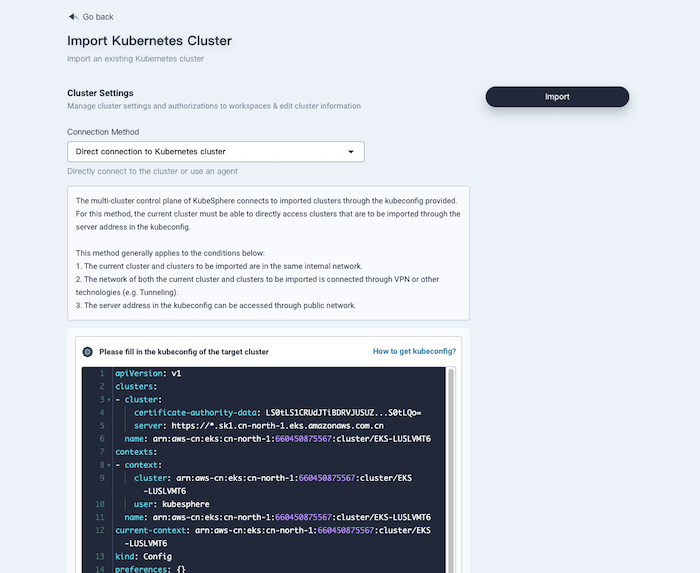 Go back
Import Kubernetes Cluster
Import an existing Kubernetes cluster
Cluster Settings
Manage cluster settings and authorizations to workspaces & edit cluster information
Import
Connection Method
Direct connection to Kubernetes cluster
Directly connect to the cluster or use an agent
The multi-cluster control plane of KubeSphere connects to imported clusters through the kubeconfig provided.
For this method, the current cluster must be able to directly access clusters that are to be imported through the
server address in the kubeconfig.
This method generally applies to the conditions below:
1. The current cluster and clusters to be imported are in the same internal network.
2. The network of both the current cluster and clusters to be imported is connected through VPN or other
technologies (e.g. Tunneling).
3. The server address in the kubeconfig can be accessed through public network.
Please fill in the kubeconfig of the target cluster
How to get kubeconfig?
1 apiVersion: v1
2 clusters:
3 - cluster:
4 certificate-authority-data: LS0tLS1CRUdJTiBDRVJUSUZ...S0tLQo=
5 server: https://*.sk1.cn-north-1.eks.amazonaws.com.cn
6 name: arn:aws-cn:eks:cn-north-1:660450875567:cluster/EKS-LUSLVMT6
7 contexts:
8 - context:
9 cluster: arn:aws-cn:eks:cn-north-1:660450875567:cluster/EKS
-LUSLVMT6
10 user: kubesphere
11 name: arn:aws-cn:eks:cn-north-1:660450875567:cluster/EKS-LUSLVMT6
12 current-context: arn:aws-cn:eks:cn-north-1:660450875567:cluster/EKS
-LUSLVMT6
13 kind: Config
14 preferences: {}